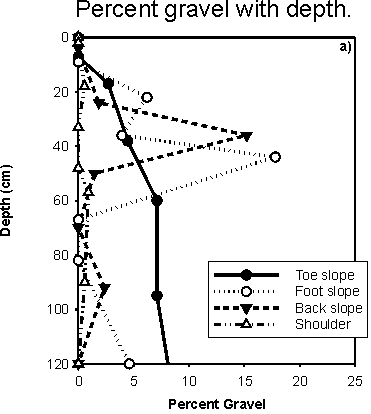 Percent gravel with depth.
a)
0
20
40
60
80
100
120
Depth (cm)
Toe slope
Foot slope
Back slope
Shoulder
0 5 10 15 20 25
Percent Gravel